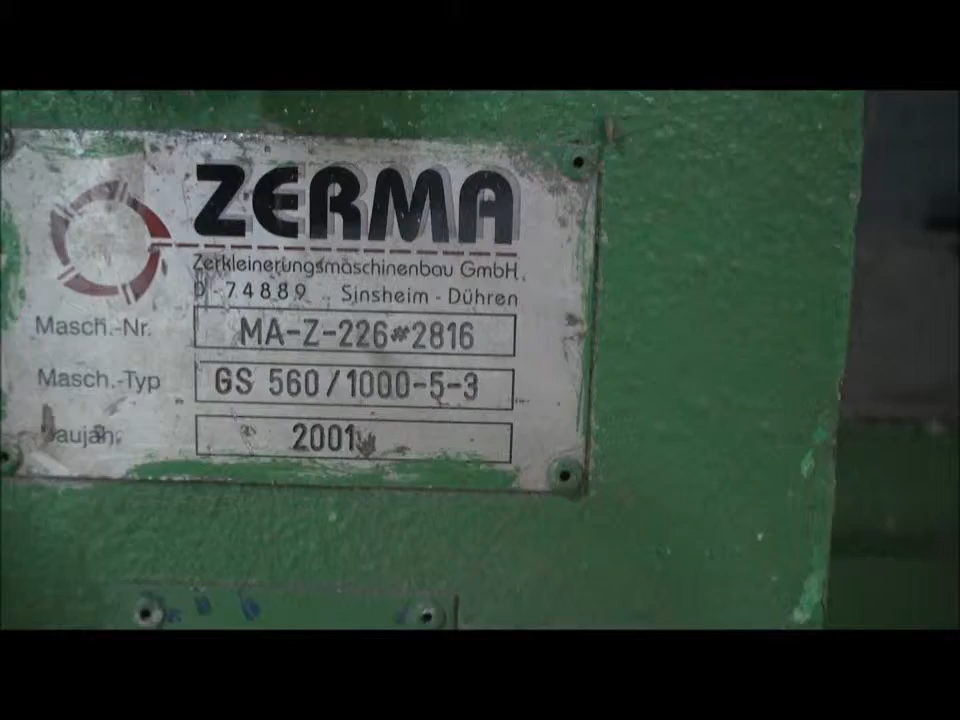 ZERMA
Zerkleinerungsmaschinenbau GmbH.
D-74889 Sinsheim-Dühren
Masch.-Nr. MA-Z-226#2816
Masch.-Typ GS 560/1000-5-3
Baujahr 2001